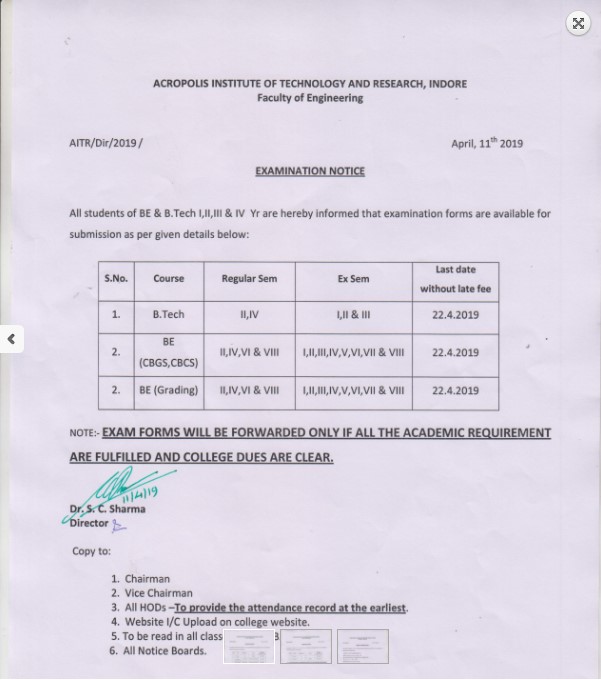 ACROPOLIS INSTITUTE OF TECHNOLOGY AND RESEARCH, INDORE
Faculty of Engineering
AITR/Dir/2019/ April, 11th 2019
EXAMINATION NOTICE
All students of BE & B.Tech I,II,III & IV Yr are hereby informed that examination forms are available for
submission as per given details below:
S.No. Course Regular Sem Ex Sem Last date without late fee
1. B.Tech II,IV I,II & III 22.4.2019
2. BE (CBGS,CBCS) II,IV,VI & VIII I,II,III,IV,V,VI,VII & VIII 22.4.2019
2. BE (Grading) II,IV,VI & VIII I,II,III,IV,V,VI,VII & VIII 22.4.2019
NOTE:- EXAM FORMS WILL BE FORWARDED ONLY IF ALL THE ACADEMIC REQUIREMENT
ARE FULFILLED AND COLLEGE DUES ARE CLEAR.
11/4/19
Dr. S. C. Sharma
Director
Copy to:
1. Chairman
2. Vice Chairman
3. All HODs –To provide the attendance record at the earliest.
4. Website I/C Upload on college website.
5. To be read in all class
6. All Notice Boards.